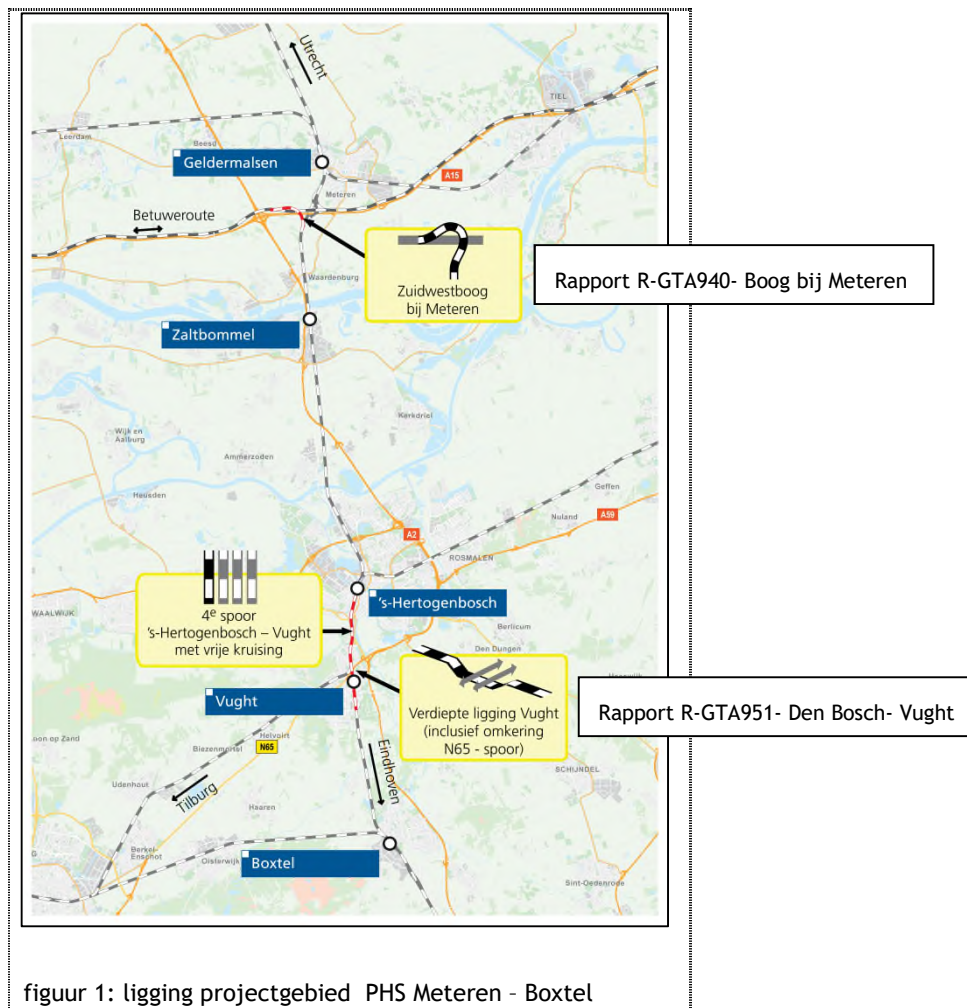 Utrecht
TIEL
Leerdam
Beesd
Geldermalsen
A15
Meteren
Betuweroute
Zuidwestboog
bij Meteren
Rapport R-GTA940- Boog bij Meteren
Waardenburg
Zaltbommel
Kerkdriel
Wijk en
Aalburg
Ammerzoden
Heusden
Geffen
Nuland
A59
A2
ROSMALEN
4e spoor
's-Hertogenbosch – Vught
met vrije kruising
's-Hertogenbosch
WAALWIJK
Berlicum
Den Dungen
Vught
Verdiepte ligging Vught
(inclusief omkering
N65 - spoor)
Rapport R-GTA951- Den Bosch- Vught
oon op Zand
Helvoirt
Biezenmortel
N65
Eindhoven
SCHIJNDEL
Udenhout
Tilburg
Haaren
Berkel-
Enschot
Oisterwijk
Boxtel
Sint-Oedenrode
figuur 1: ligging projectgebied PHS Meteren – Boxtel